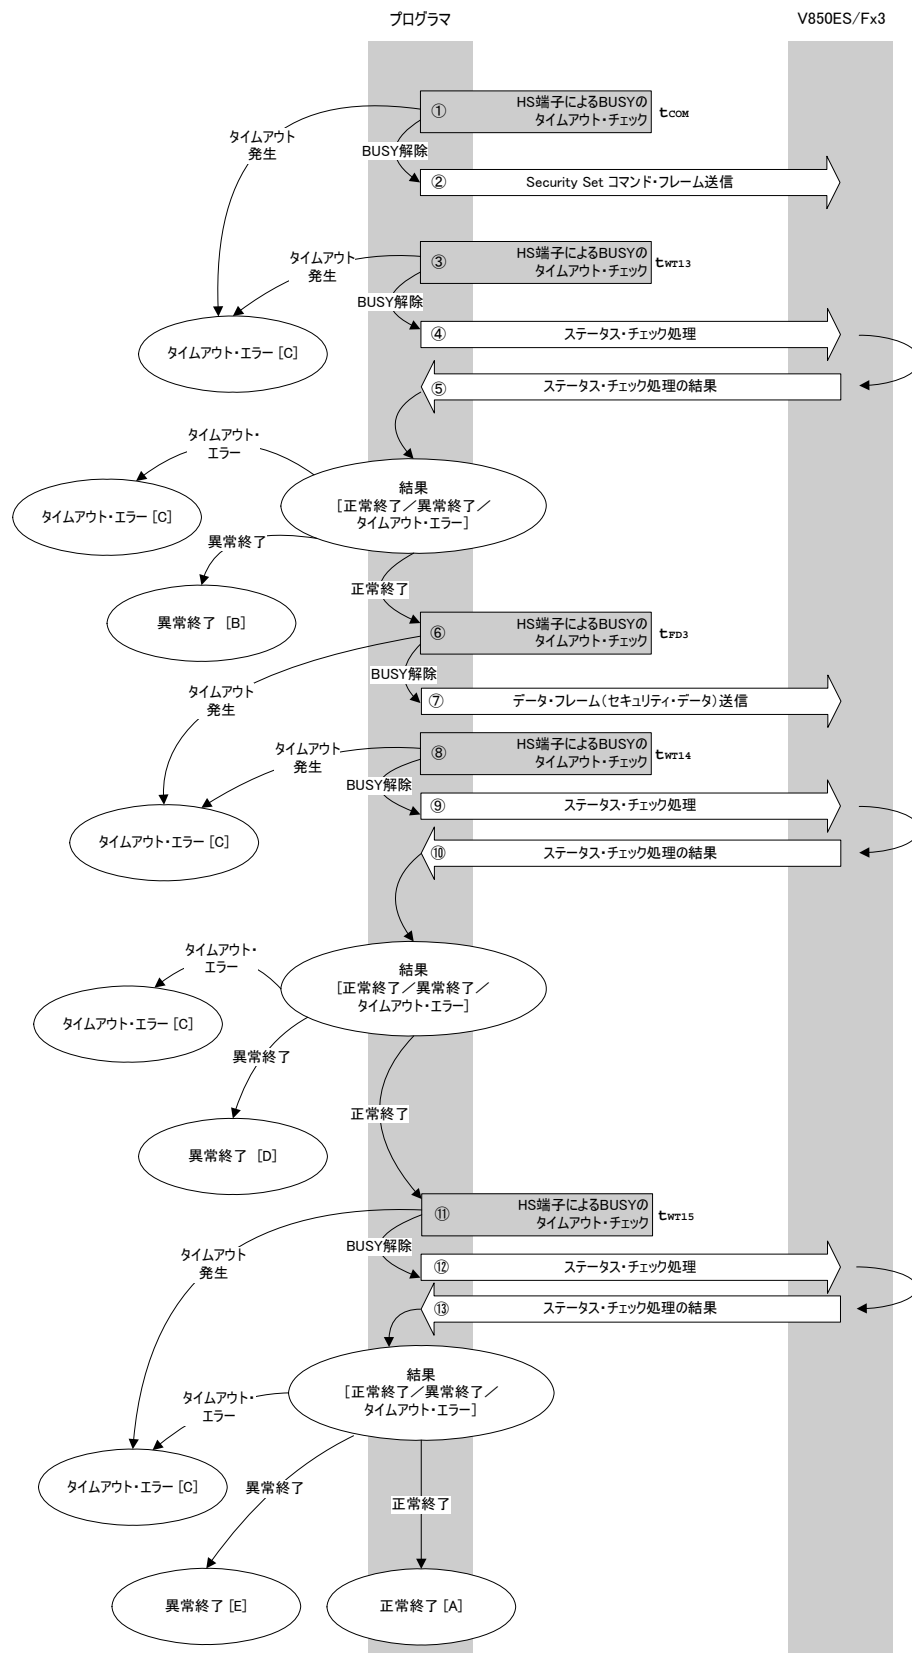 プログラマ
V850ES/Fx3
① HS端子によるBUSYの
タイムアウト・チェック
tCOM
タイムアウト
発生
BUSY解除
② Security Set コマンド・フレーム送信
③ HS端子によるBUSYの
タイムアウト・チェック
tWT13
タイムアウト
発生
BUSY解除
④ ステータス・チェック処理
タイムアウト・エラー [C]
⑤ ステータス・チェック処理の結果
タイムアウト・
エラー
結果
[正常終了／異常終了／
タイムアウト・エラー]
タイムアウト・エラー [C]
異常終了
正常終了
異常終了 [B]
⑥ HS端子によるBUSYの
タイムアウト・チェック
tFD3
BUSY解除
タイムアウト
発生
⑦ データ・フレーム（セキュリティ・データ）送信
⑧ HS端子によるBUSYの
タイムアウト・チェック
tWT14
タイムアウト
発生
BUSY解除
⑨ ステータス・チェック処理
タイムアウト・エラー [C]
⑩ ステータス・チェック処理の結果
タイムアウト・
エラー
結果
[正常終了／異常終了／
タイムアウト・エラー]
タイムアウト・エラー [C]
異常終了
正常終了
異常終了 [D]
⑪ HS端子によるBUSYの
タイムアウト・チェック
tWT15
BUSY解除
タイムアウト
発生
⑫ ステータス・チェック処理
⑬ ステータス・チェック処理の結果
結果
[正常終了／異常終了／
タイムアウト・エラー]
タイムアウト・
エラー
タイムアウト・エラー [C]
異常終了
正常終了
異常終了 [E]
正常終了 [A]